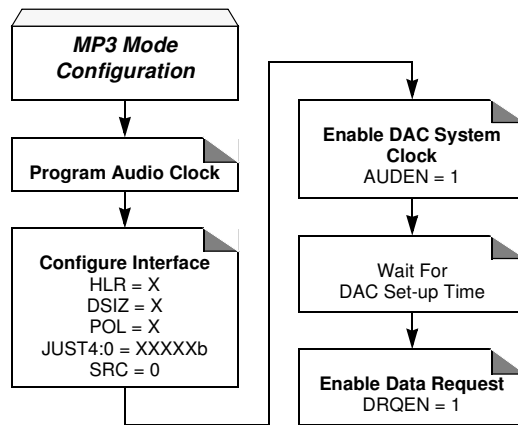 MP3 Mode
Configuration
Program Audio Clock
Configure Interface
HLR = X
DSIZ = X
POL = X
JUST4:0 = XXXXXb
SRC = 0
Enable DAC System
Clock
AUDEN = 1
Wait For
DAC Set-up Time
Enable Data Request
DRQEN = 1